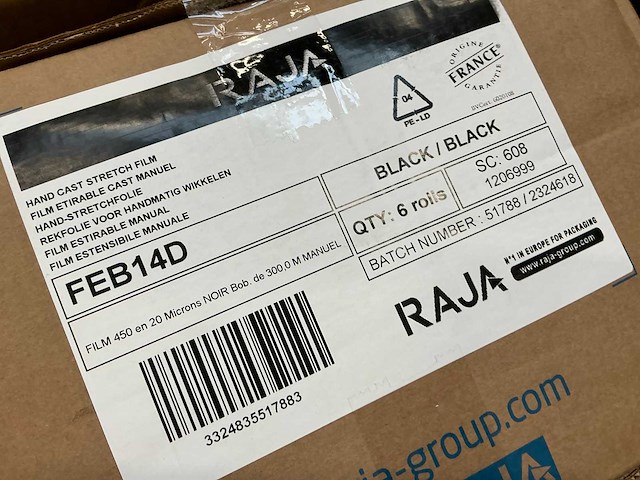 RAJA
ORIGINE
FRANCE
GARANTIE
04
PE-LD
HAND CAST STRETCH FILM
FILM ETIRABLE CAST MANUEL
HAND-STRETCHFOLIE
REKFOLIE VOOR HANDMATIG WIKKELEN
FILM ESTIRABLE MANUAL
FILM ESTENSIBILE MANUALE
BLACK / BLACK
FEB14D
QTY: 6 rolls
SC: 608
1206999
FILM 450 en 20 Microns NOIR Bob. de 300,0 M MANUEL
BATCH NUMBER : 51788 / 2324618
3324835517883
RAJA
N°1 IN EUROPE FOR PACKAGING
www.raja-group.com
raja-group.com